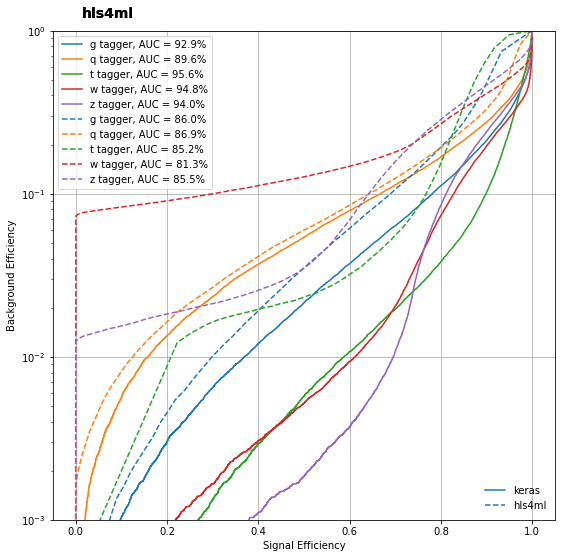 hls4ml
g tagger, AUC = 92.9%
q tagger, AUC = 89.6%
t tagger, AUC = 95.6%
w tagger, AUC = 94.8%
z tagger, AUC = 94.0%
g tagger, AUC = 86.0%
q tagger, AUC = 86.9%
t tagger, AUC = 85.2%
w tagger, AUC = 81.3%
z tagger, AUC = 85.5%
10⁰
10⁻¹
10⁻²
10⁻³
Background Efficiency
keras
hls4ml
0.0 0.2 0.4 0.6 0.8 1.0
Signal Efficiency